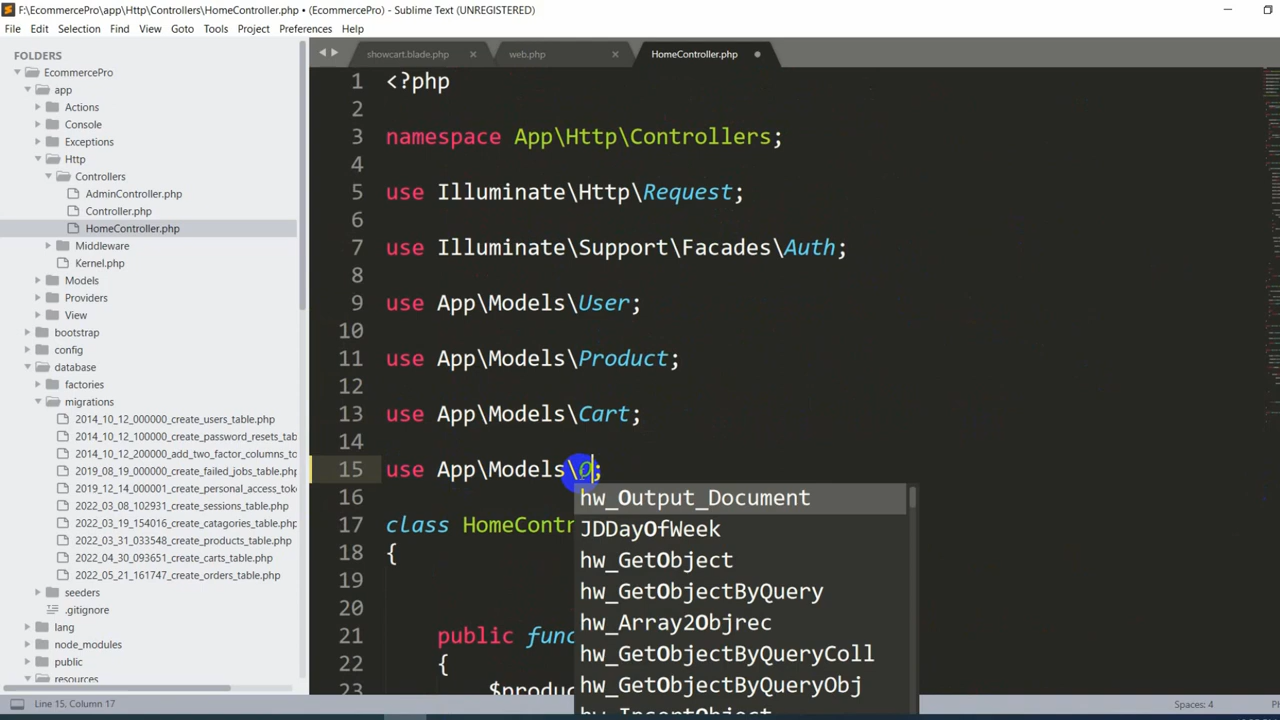 F:\EcommercePro\app\Http\Controllers\HomeController.php • (EcommercePro) - Sublime Text (UNREGISTERED)
File Edit Selection Find View Goto Tools Project Preferences Help
FOLDERS
EcommercePro
app
Actions
Console
Exceptions
Http
Controllers
AdminController.php
Controller.php
HomeController.php
Middleware
Kernel.php
Models
Providers
View
bootstrap
config
database
factories
migrations
2014_10_12_000000_create_users_table.php
2014_10_12_100000_create_password_resets_tab
2014_10_12_200000_add_two_factor_columns_to
2019_08_19_000000_create_failed_jobs_table.php
2019_12_14_000001_create_personal_access_toke
2022_03_08_102931_create_sessions_table.php
2022_03_19_154016_create_catagories_table.php
2022_03_31_033548_create_products_table.php
2022_04_30_093651_create_carts_table.php
2022_05_21_161747_create_orders_table.php
seeders
.gitignore
lang
node_modules
public
resources
showcart.blade.php web.php HomeController.php
1 <?php
2
3 namespace App\Http\Controllers;
4
5 use Illuminate\Http\Request;
6
7 use Illuminate\Support\Facades\Auth;
8
9 use App\Models\User;
10
11 use App\Models\Product;
12
13 use App\Models\Cart;
14
15 use App\Models\O;
16
17 class HomeContr
18 {
19
20
21 public func
22 {
23 $produc
hw_Output_Document
JDDayOfWeek
hw_GetObject
hw_GetObjectByQuery
hw_Array2Objrec
hw_GetObjectByQueryColl
hw_GetObjectByQueryObj
hw_InsertObject
Line 15, Column 17
Spaces: 4